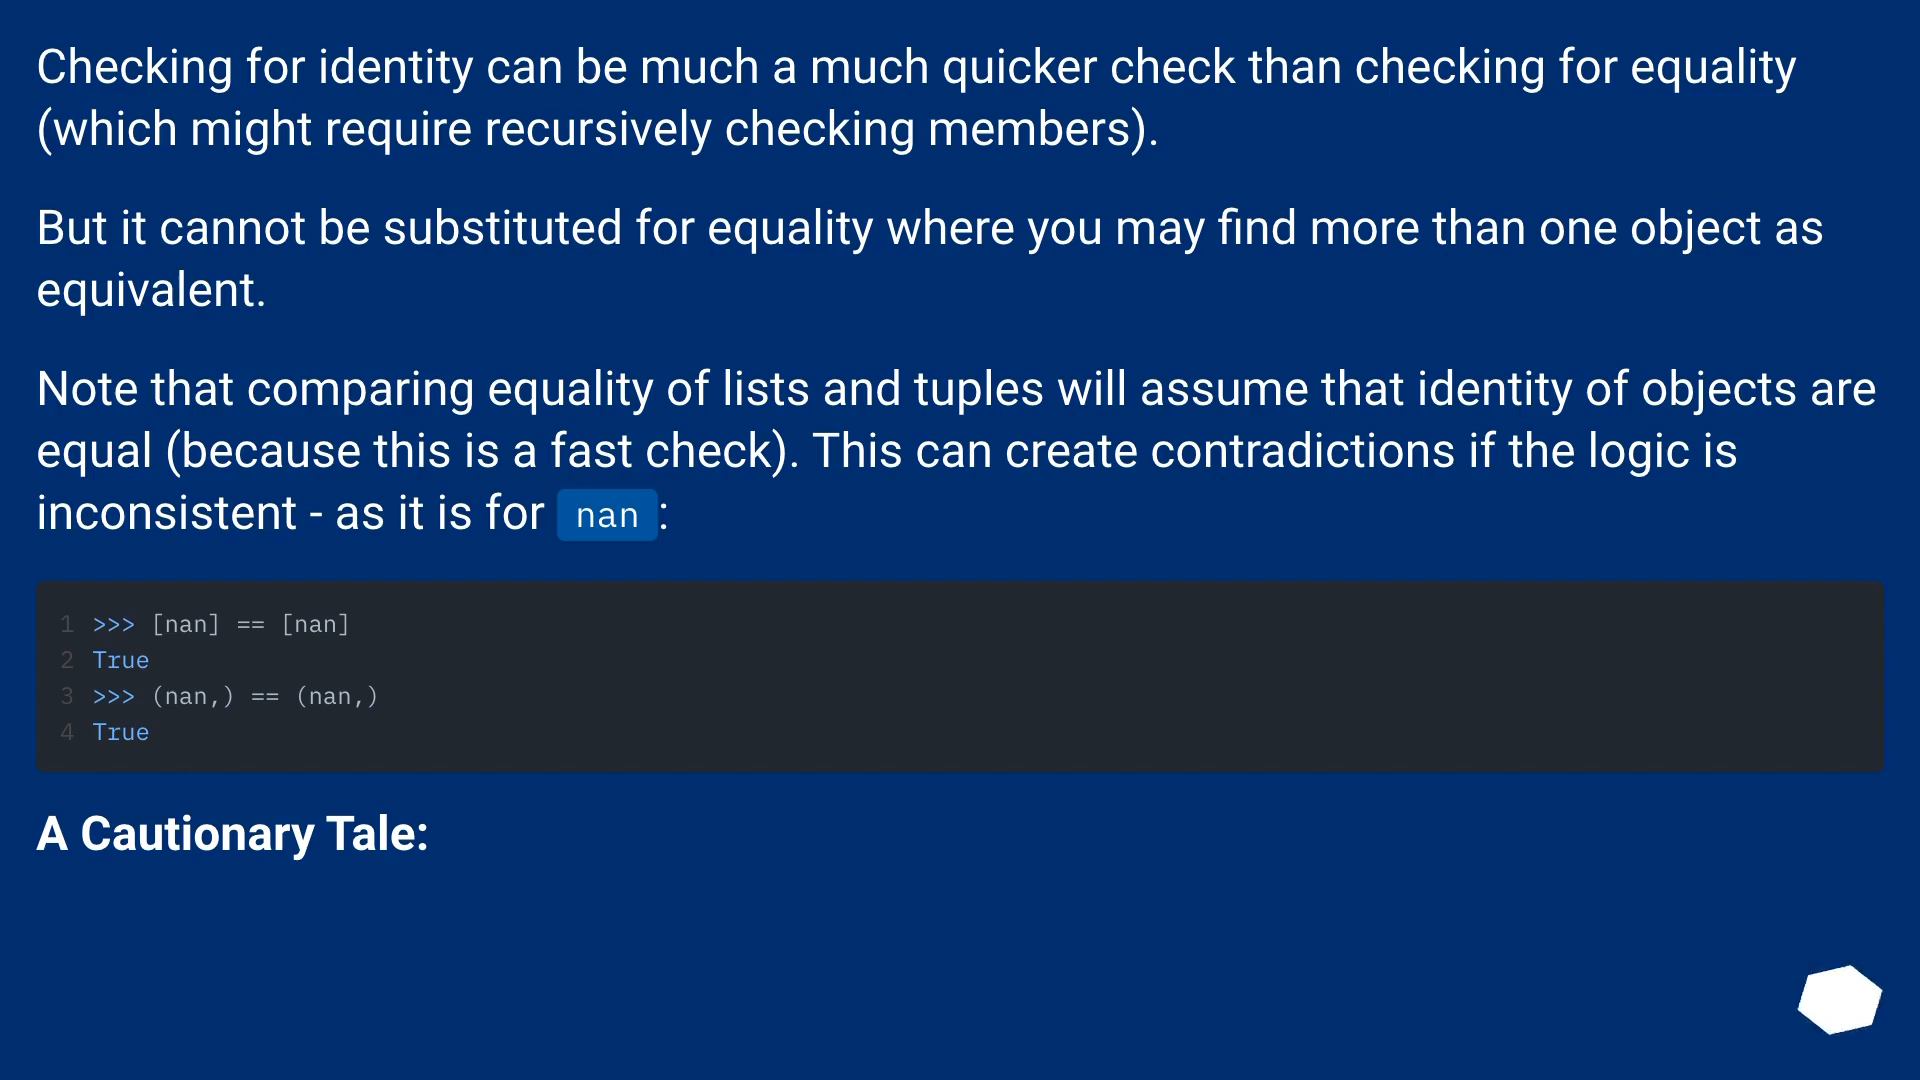 Checking for identity can be much a much quicker check than checking for equality
(which might require recursively checking members).
But it cannot be substituted for equality where you may find more than one object as
equivalent.
Note that comparing equality of lists and tuples will assume that identity of objects are
equal (because this is a fast check). This can create contradictions if the logic is
inconsistent - as it is for nan:
1 >>> [nan] == [nan]
2 True
3 >>> (nan,) == (nan,)
4 True
A Cautionary Tale: